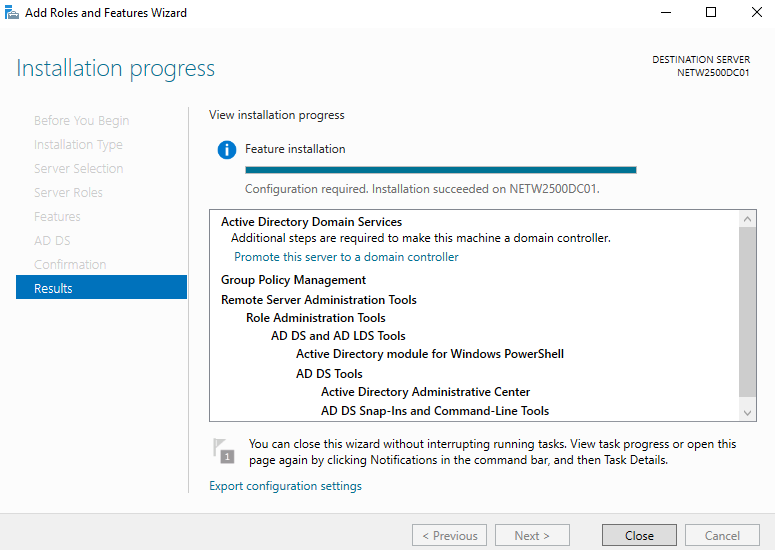 Add Roles and Features Wizard
Installation progress
DESTINATION SERVER
NETW2500DC01
Before You Begin
Installation Type
Server Selection
Server Roles
Features
AD DS
Confirmation
Results
View installation progress
Feature installation
Configuration required. Installation succeeded on NETW2500DC01.
Active Directory Domain Services
Additional steps are required to make this machine a domain controller.
Promote this server to a domain controller
Group Policy Management
Remote Server Administration Tools
Role Administration Tools
AD DS and AD LDS Tools
Active Directory module for Windows PowerShell
AD DS Tools
Active Directory Administrative Center
AD DS Snap-Ins and Command-Line Tools
1
You can close this wizard without interrupting running tasks. View task progress or open this
page again by clicking Notifications in the command bar, and then Task Details.
Export configuration settings
< Previous
Next >
Close
Cancel